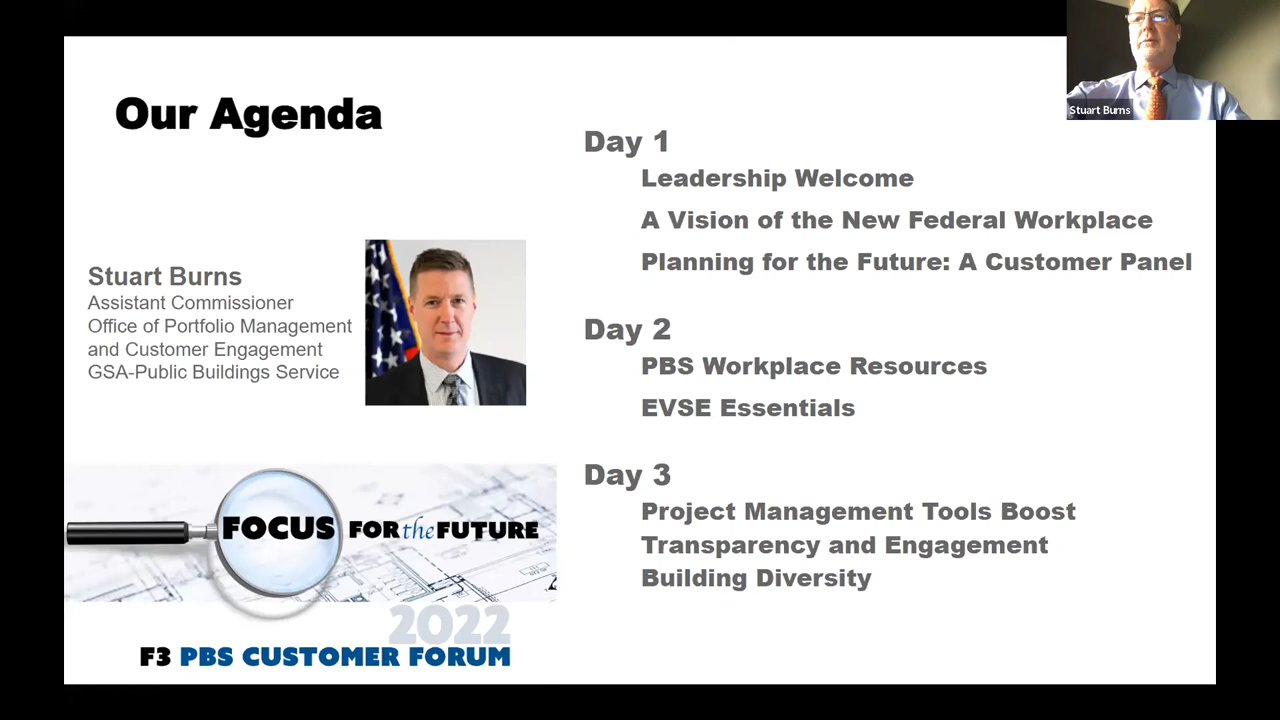 Our Agenda
Stuart Burns
Assistant Commissioner
Office of Portfolio Management
and Customer Engagement
GSA-Public Buildings Service
FOCUS FOR the FUTURE
2022
F3 PBS CUSTOMER FORUM
Day 1
Leadership Welcome
A Vision of the New Federal Workplace
Planning for the Future: A Customer Panel
Day 2
PBS Workplace Resources
EVSE Essentials
Day 3
Project Management Tools Boost
Transparency and Engagement
Building Diversity
Stuart Burns